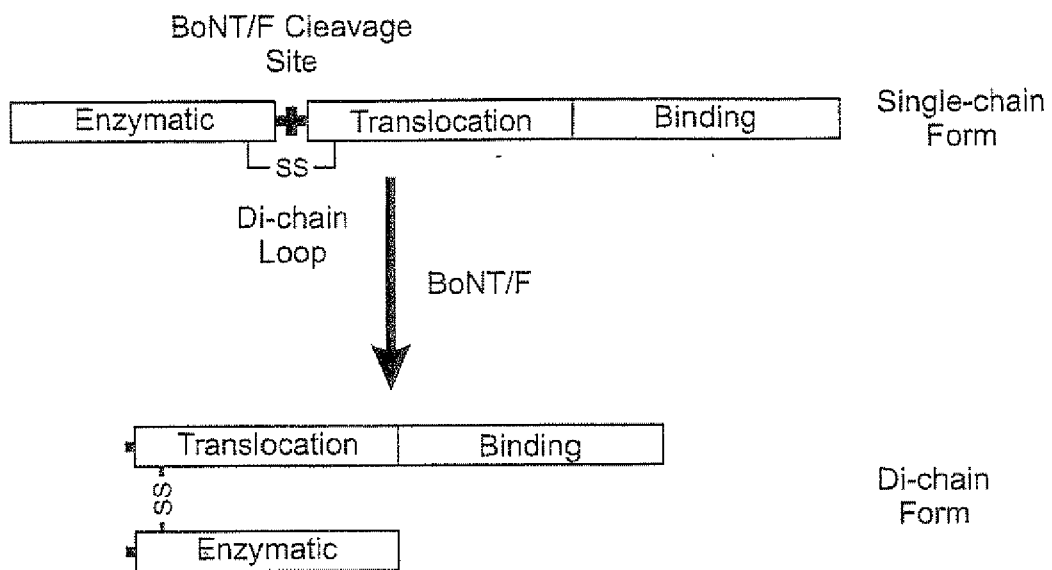 BoNT/F Cleavage
Site
Enzymatic
Translocation
Binding
Single-chain
Form
SS
Di-chain
Loop
BoNT/F
Translocation
Binding
SS
Di-chain
Form
Enzymatic